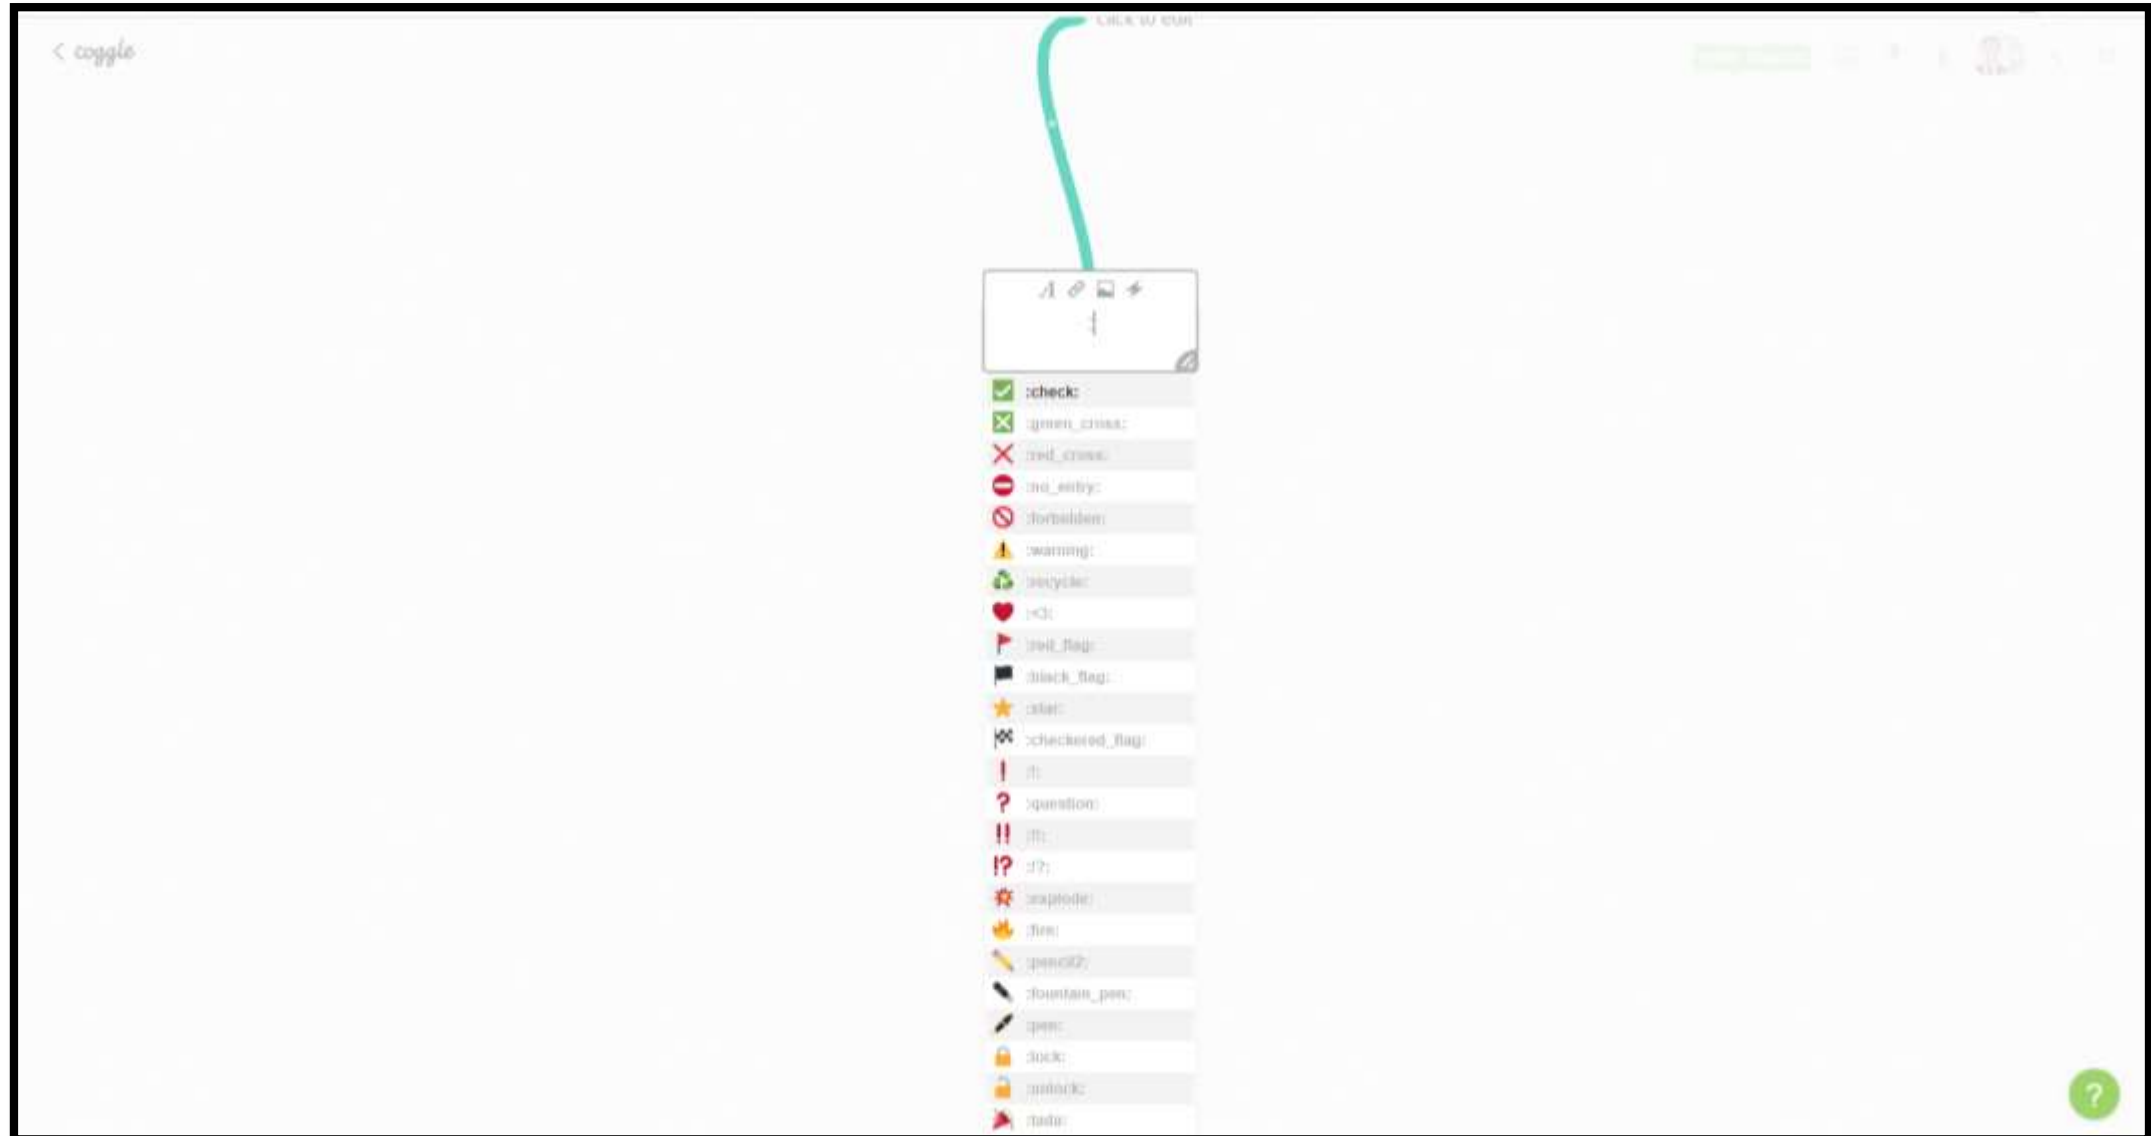 Click to edit
coggle
:check:
:green_cross:
:red_cross:
:no_entry:
:forbidden:
:warning:
:recycle:
:<3:
:red_flag:
:black_flag:
:star:
:checkered_flag:
:!:
:question:
:!!:
:!?:
:explode:
:fire:
:pencil2:
:fountain_pen:
:pen:
:lock:
:unlock:
:tada:
?